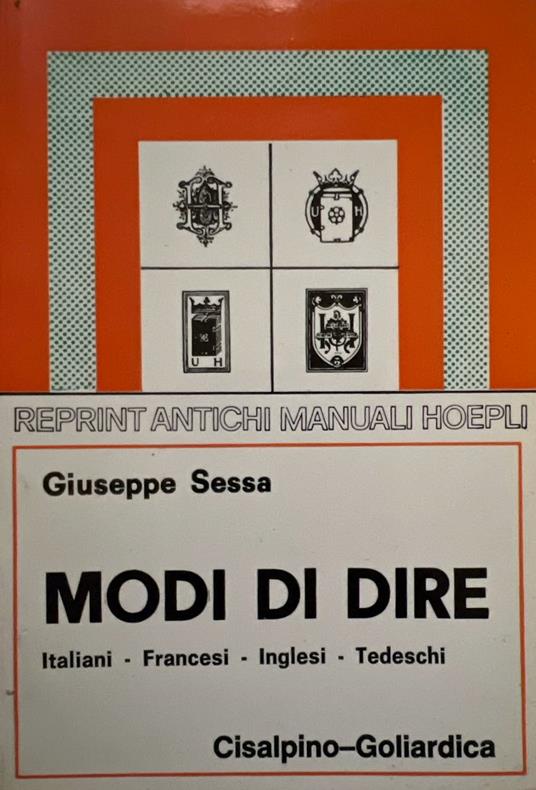 U H
U H
REPRINT ANTICHI MANUALI HOEPLI
Giuseppe Sessa
MODI DI DIRE
Italiani - Francesi - Inglesi - Tedeschi
Cisalpino–Goliardica